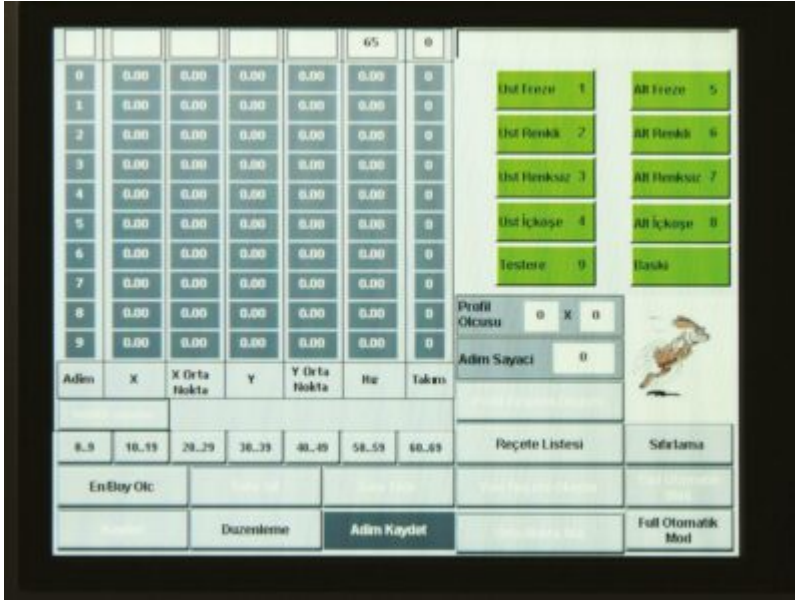 65 0
0 0.00 0.00 0.00 0.00 0.00 0
1 0.00 0.00 0.00 0.00 0.00 0
2 0.00 0.00 0.00 0.00 0.00 0
3 0.00 0.00 0.00 0.00 0.00 0
4 0.00 0.00 0.00 0.00 0.00 0
5 0.00 0.00 0.00 0.00 0.00 0
6 0.00 0.00 0.00 0.00 0.00 0
7 0.00 0.00 0.00 0.00 0.00 0
8 0.00 0.00 0.00 0.00 0.00 0
9 0.00 0.00 0.00 0.00 0.00 0
Adim X X Orta Nokta Y Y Orta Nokta Hız Takım
0..9 10..19 20..29 30..39 40..49 50..59 60..69
En/Boy Olc
Duzenleme Adim Kaydet
Ust Freze 1 Alt Freze 5
Ust Renkli 2 Alt Renkli 6
Ust Renksiz 3 Alt Renksiz 7
Ust İçköşe 4 Alt İçköşe 8
Testere 9 Baski
Profil
Olcusu 0 X 0
Adim Sayaci 0
Reçete Listesi Sıfırlama
Full Otomatik
Mod